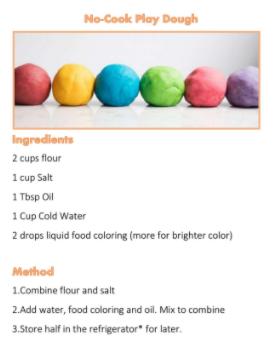 No-Cook Play Dough
Ingredients
2 cups flour
1 cup Salt
1 Tbsp Oil
1 Cup Cold Water
2 drops liquid food coloring (more for brighter color)
Method
1.Combine flour and salt
2.Add water, food coloring and oil. Mix to combine
3.Store half in the refrigerator* for later.